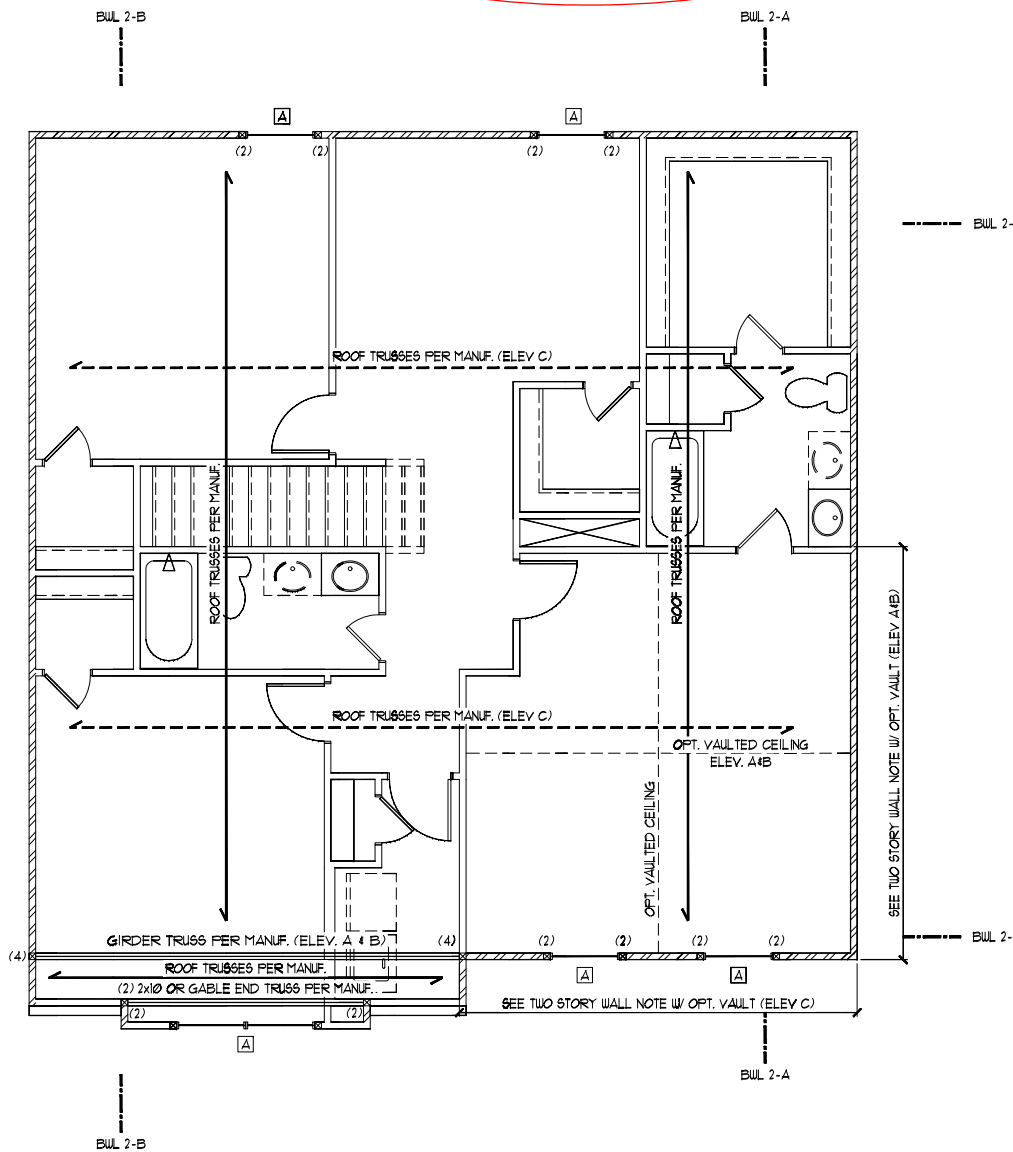 BWL 2-B
BWL 2-A
A
A
(2)
(2)
(2)
(2)
BWL 2-
ROOF TRUSSES PER MANUF. (ELEV C)
ROOF TRUSSES PER MANUF.
ROOF TRUSSES PER MANUF.
ROOF TRUSSES PER MANUF. (ELEV C)
OPT. VAULTED CEILING
ELEV. A&B
OPT. VAULTED CEILING
SEE TWO STORY WALL NOTE W/ OPT. VAULT (ELEV A&B)
GIRDER TRUSS PER MANUF. (ELEV. A & B)
(4)
(4)
(2)
(2)
(2)
(2)
BWL 2-
ROOF TRUSSES PER MANUF.
(2) 2x10 OR GABLE END TRUSS PER MANUF.
A
A
(2)
(2)
SEE TWO STORY WALL NOTE W/ OPT. VAULT (ELEV C)
A
BWL 2-A
BWL 2-B